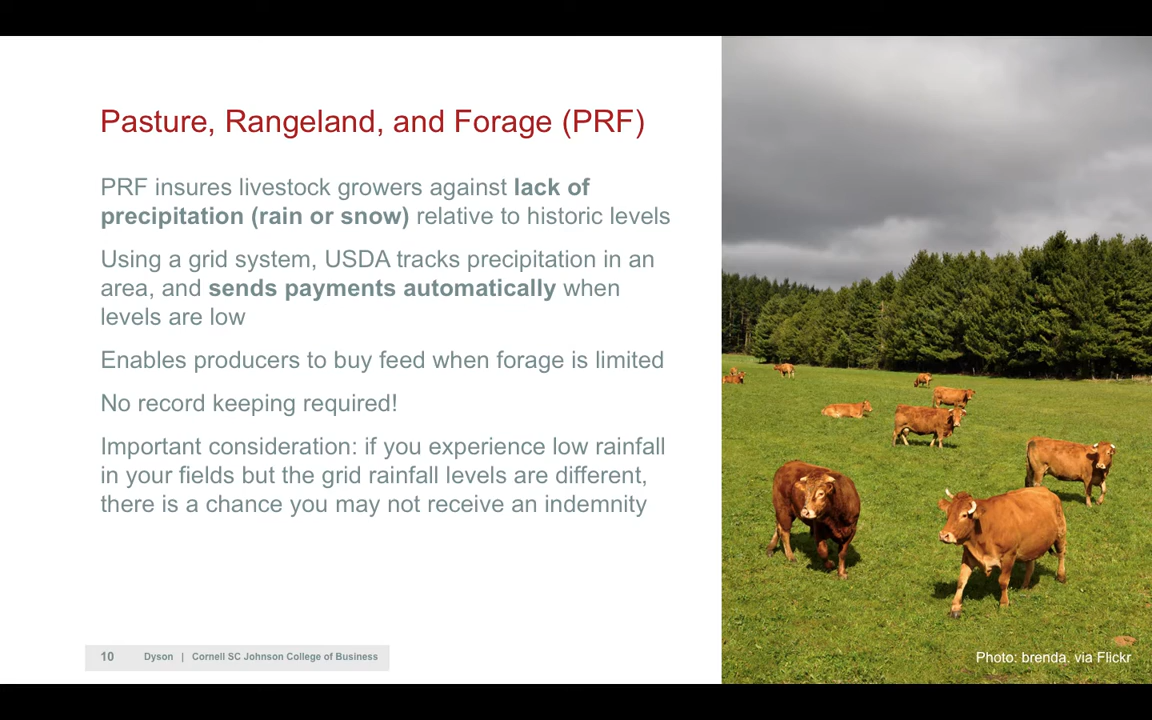 Pasture, Rangeland, and Forage (PRF)
PRF insures livestock growers against lack of
precipitation (rain or snow) relative to historic levels
Using a grid system, USDA tracks precipitation in an
area, and sends payments automatically when
levels are low
Enables producers to buy feed when forage is limited
No record keeping required!
Important consideration: if you experience low rainfall
in your fields but the grid rainfall levels are different,
there is a chance you may not receive an indemnity
10 Dyson | Cornell SC Johnson College of Business
Photo: brenda. via Flickr